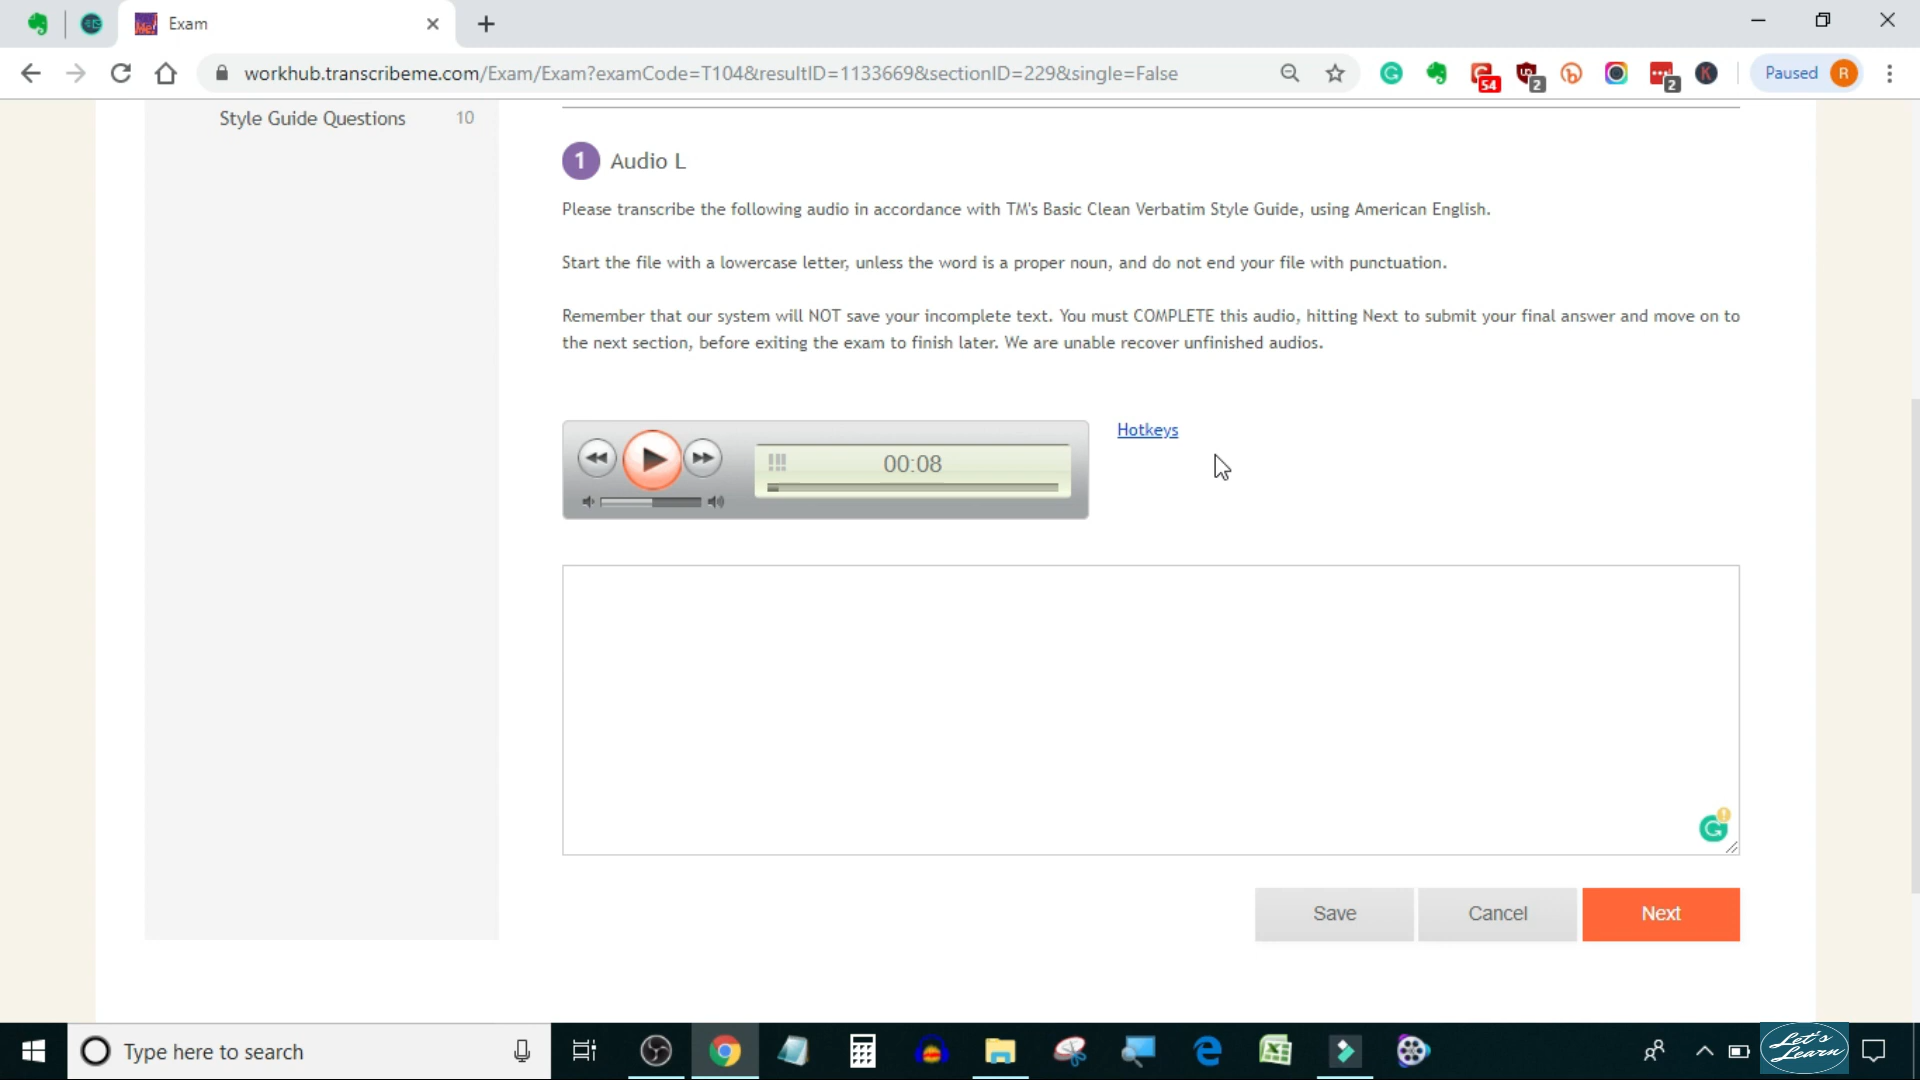 Exam
workhub.transcribeme.com/Exam/Exam?examCode=T104&resultID=1133669&sectionID=229&single=False
54
2
2
K
Paused
R
Style Guide Questions 10
1 Audio L
Please transcribe the following audio in accordance with TM's Basic Clean Verbatim Style Guide, using American English.
Start the file with a lowercase letter, unless the word is a proper noun, and do not end your file with punctuation.
Remember that our system will NOT save your incomplete text. You must COMPLETE this audio, hitting Next to submit your final answer and move on to
the next section, before exiting the exam to finish later. We are unable recover unfinished audios.
Hotkeys
00:08
Save
Cancel
Next
Type here to search
Let's
Learn